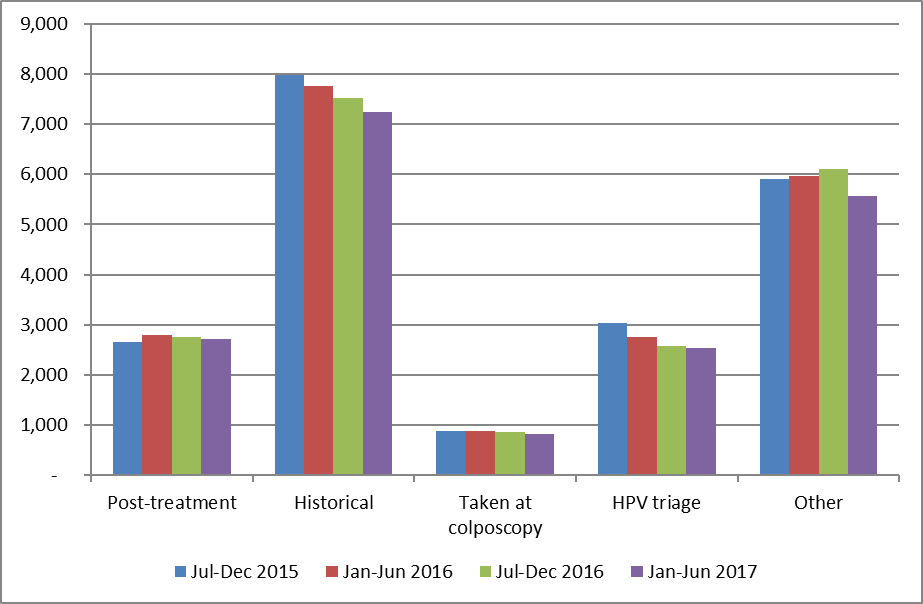 9,000
8,000
7,000
6,000
5,000
4,000
3,000
2,000
1,000
-
Post-treatment
Historical
Taken at
colposcopy
HPV triage
Other
Jul-Dec 2015
Jan-Jun 2016
Jul-Dec 2016
Jan-Jun 2017